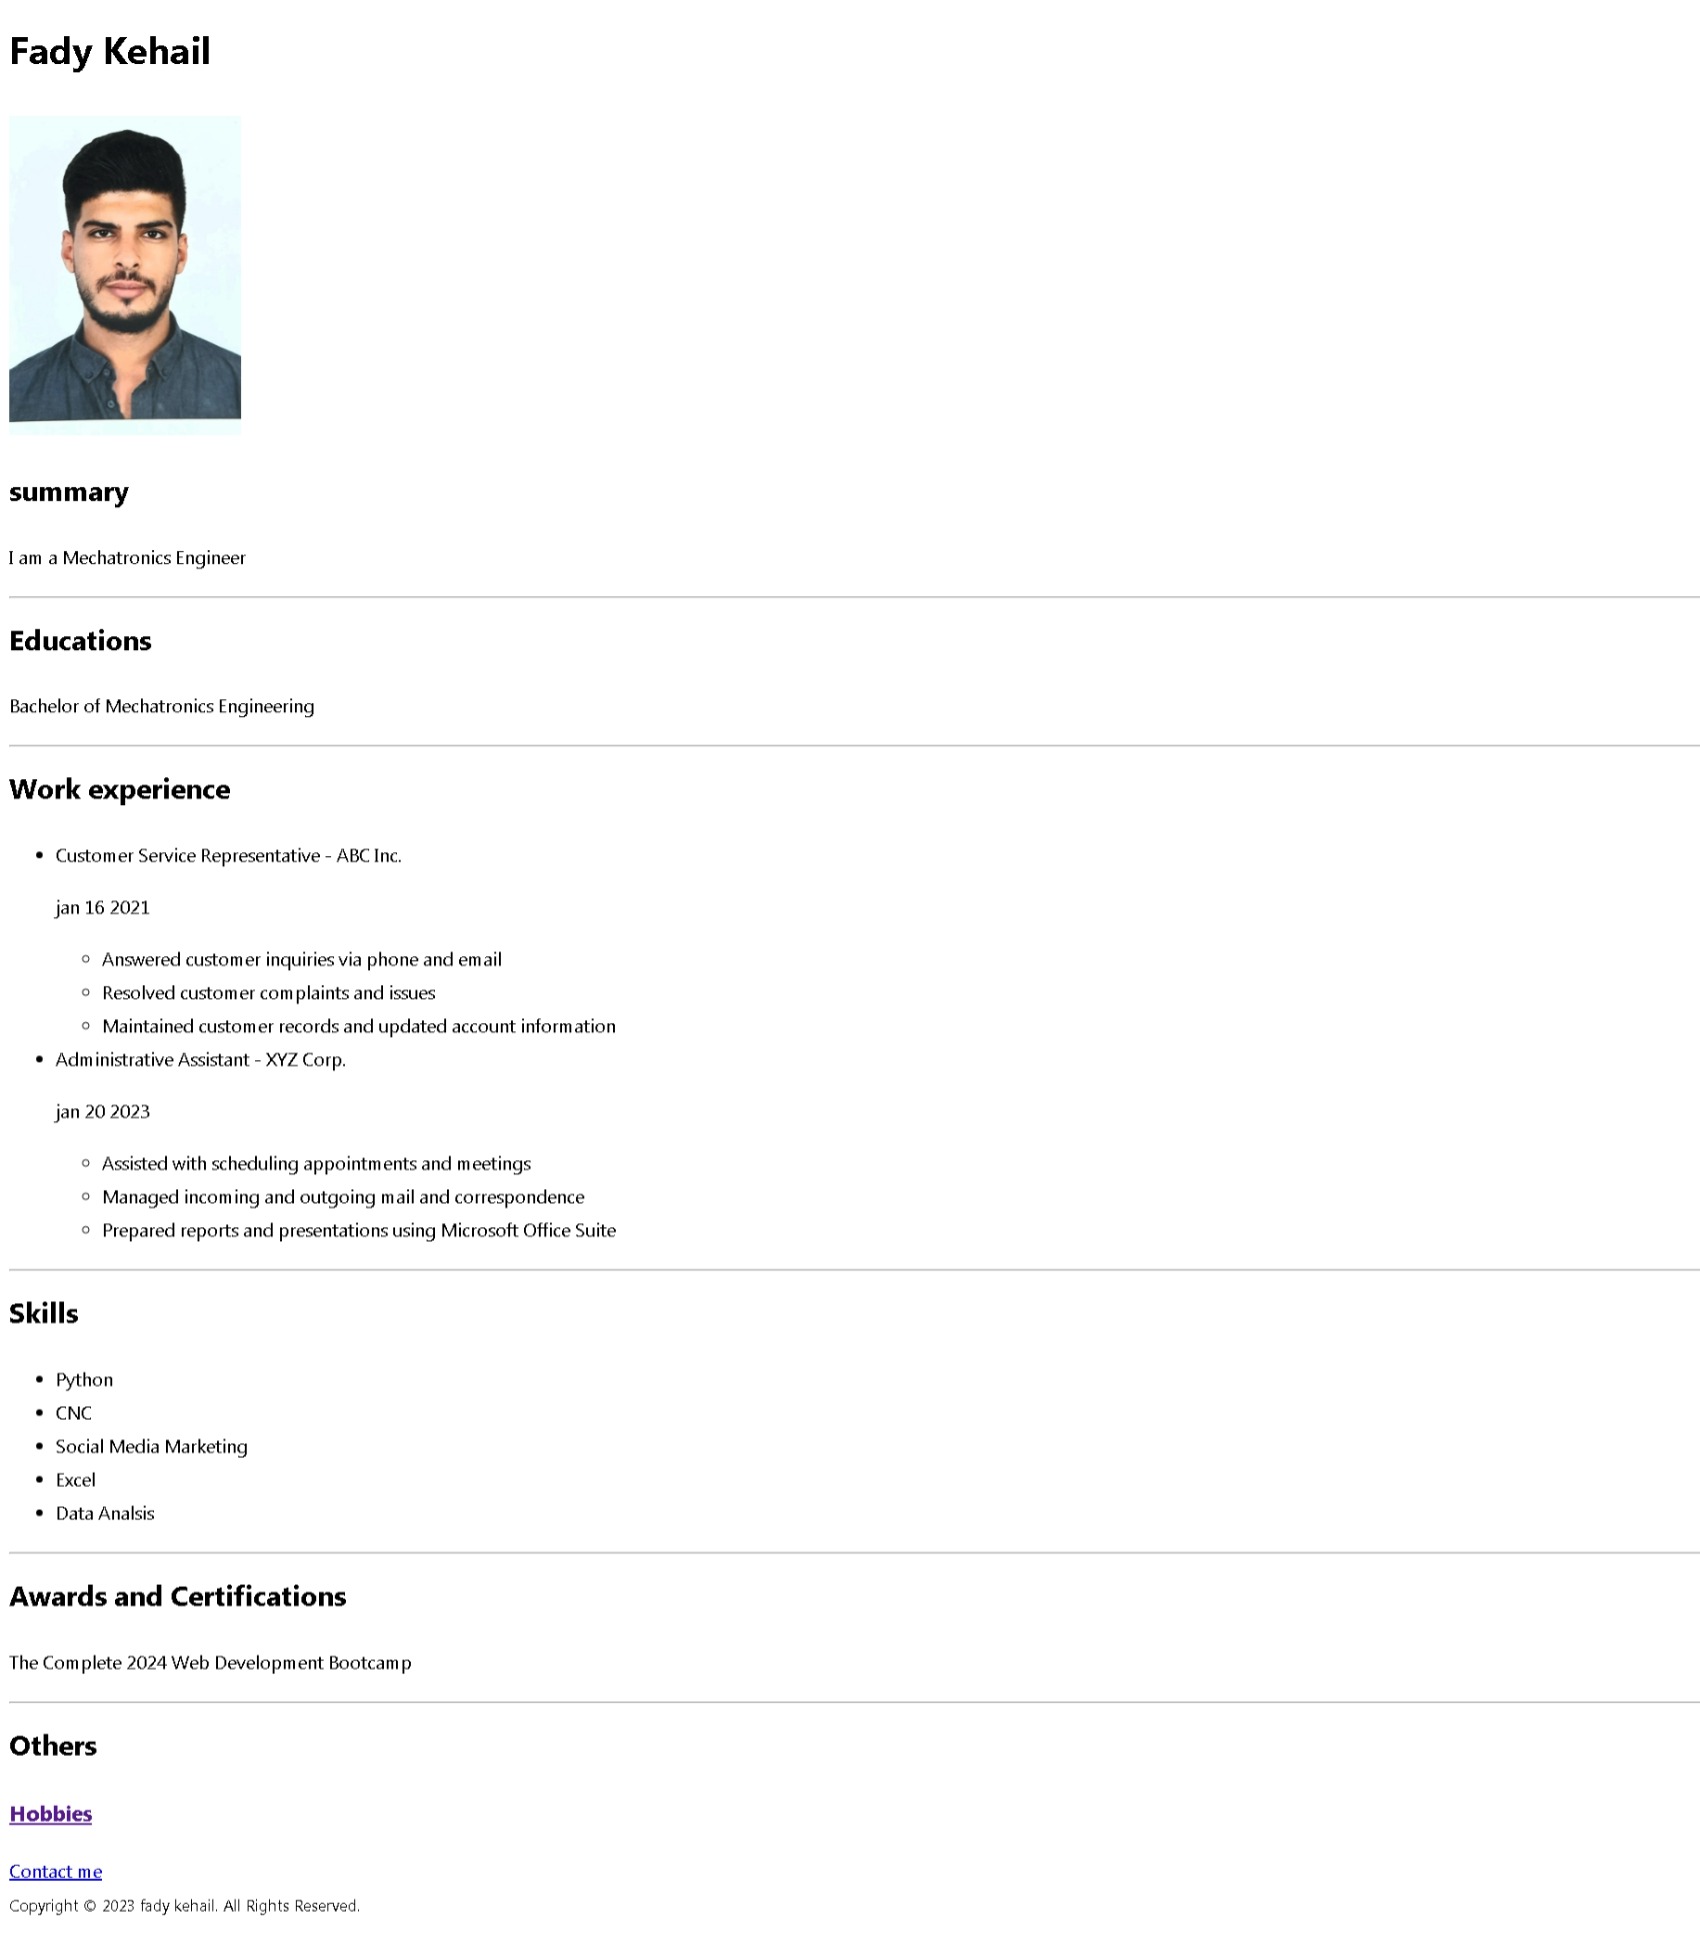 Fady Kehail
summary
I am a Mechatronics Engineer
Educations
Bachelor of Mechatronics Engineering
Work experience
Customer Service Representative - ABC Inc.
jan 16 2021
Answered customer inquiries via phone and email
Resolved customer complaints and issues
Maintained customer records and updated account information
Administrative Assistant - XYZ Corp.
jan 20 2023
Assisted with scheduling appointments and meetings
Managed incoming and outgoing mail and correspondence
Prepared reports and presentations using Microsoft Office Suite
Skills
Python
CNC
Social Media Marketing
Excel
Data Analsis
Awards and Certifications
The Complete 2024 Web Development Bootcamp
Others
Hobbies
Contact me
Copyright © 2023 fady kehail. All Rights Reserved.